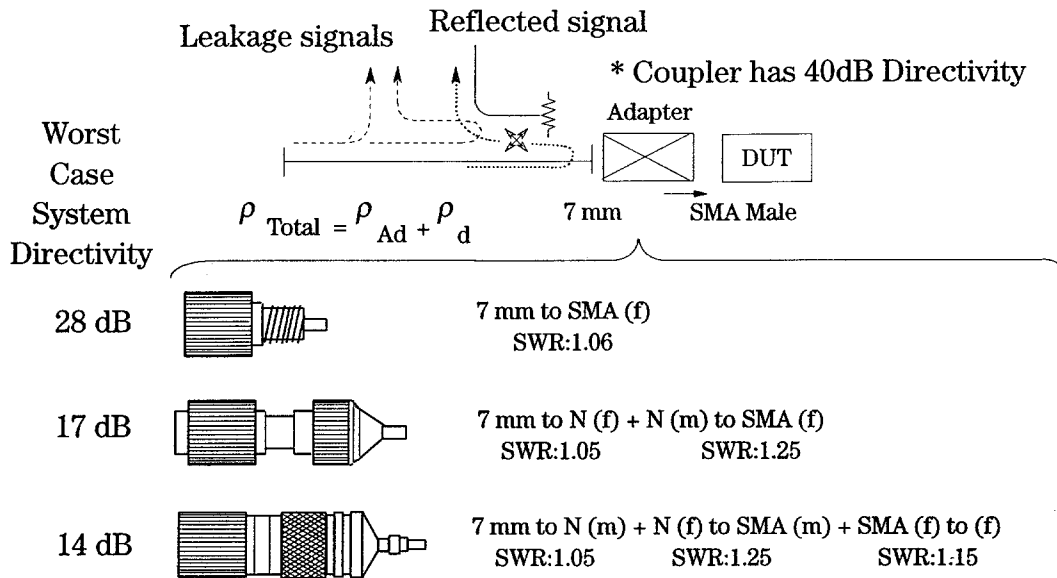 Leakage signals
Reflected signal
* Coupler has 40dB Directivity
Adapter
DUT
7 mm
SMA Male
Worst
Case
System
Directivity
ρ Total = ρ Ad + ρ d
28 dB
7 mm to SMA (f)
SWR:1.06
17 dB
7 mm to N (f) + N (m) to SMA (f)
SWR:1.05 SWR:1.25
14 dB
7 mm to N (m) + N (f) to SMA (m) + SMA (f) to (f)
SWR:1.05 SWR:1.25 SWR:1.15